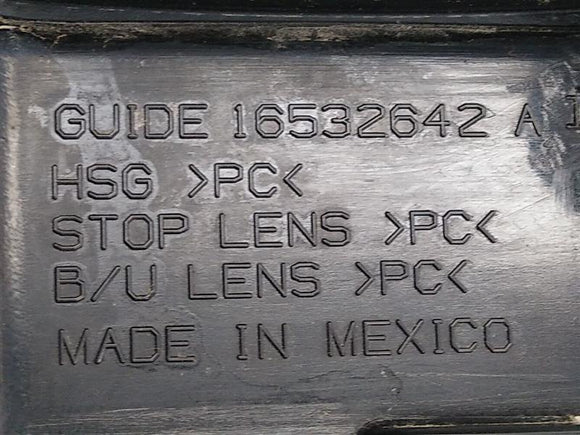 GUIDE 16532642 A I
HSG >PC<
STOP LENS >PC<
B/U LENS >PC<
MADE IN MEXICO